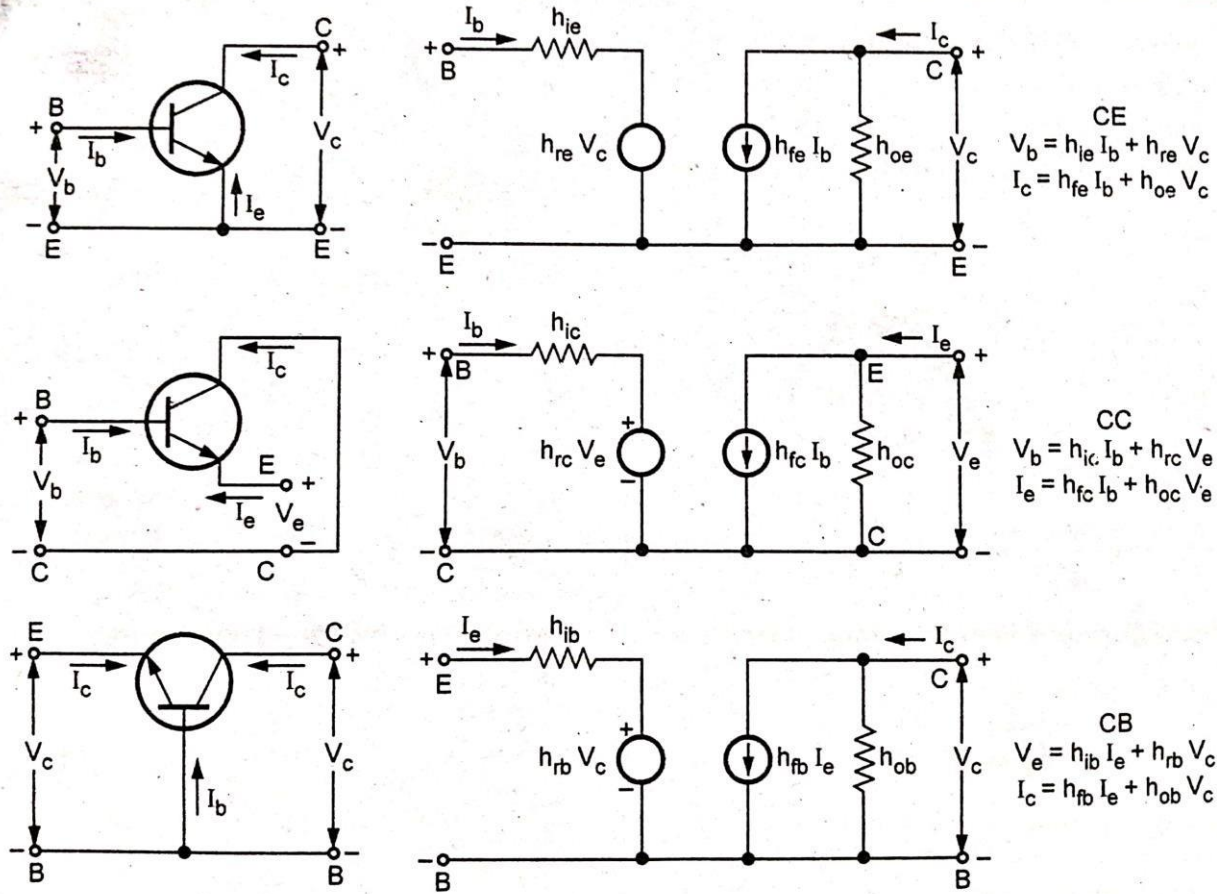 C
+
I_c
B
+
I_b
V_b
V_c
I_e
−
E
E
−
I_b
h_ie
+
B
h_re V_c
h_fe I_b
h_oe
I_c
+
C
V_c
−
E
E
−
CE
V_b = h_ie I_b + h_re V_c
I_c = h_fe I_b + h_oe V_c
I_c
B
+
I_b
V_b
E
+
I_e
V_e
−
C
C
−
I_b
h_ic
+
B
V_b
+
h_rc V_e
−
h_fc I_b
h_oc
I_e
+
E
V_e
−
C
C
−
CC
V_b = h_ic I_b + h_rc V_e
I_e = h_fc I_b + h_oc V_e
E
C
+
+
I_c
I_c
V_c
V_c
I_b
−
−
B
B
I_e
h_ib
+
E
+
h_rb V_c
−
h_fb I_e
h_ob
I_c
+
C
V_c
−
B
B
−
CB
V_e = h_ib I_e + h_rb V_c
I_c = h_fb I_e + h_ob V_c